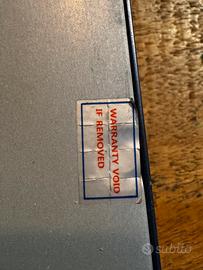 WARRANTY VOID
IF REMOVED
subito